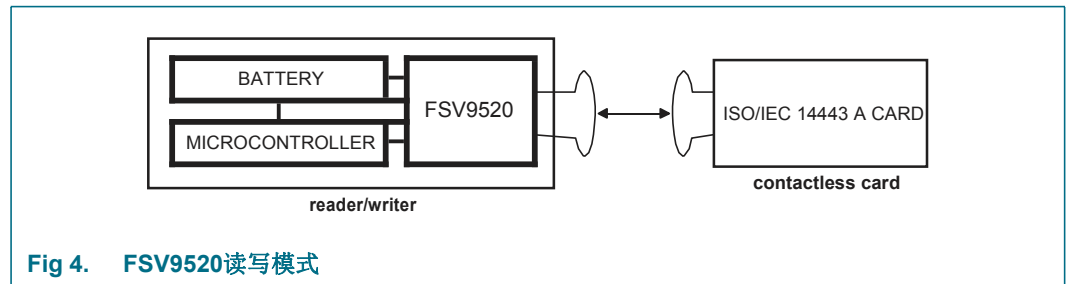 BATTERY
MICROCONTROLLER
FSV9520
ISO/IEC 14443 A CARD
reader/writer
contactless card
Fig 4. FSV9520读写模式